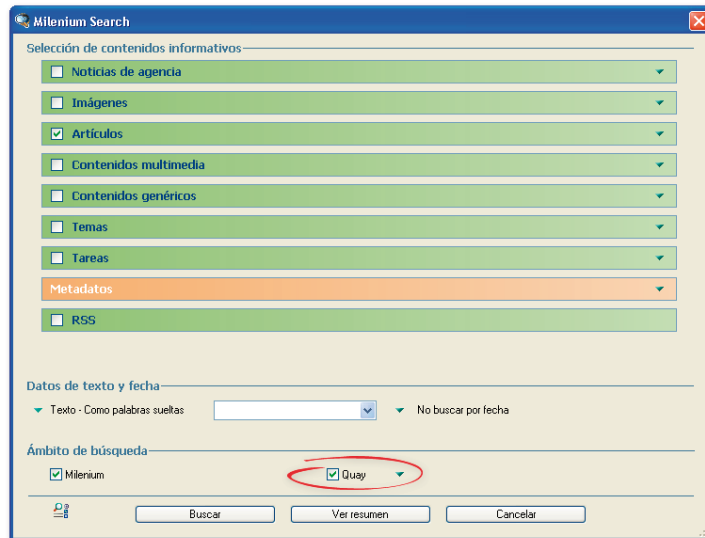 Milenium Search
Selección de contenidos informativos
Noticias de agencia
Imágenes
Artículos
Contenidos multimedia
Contenidos genéricos
Temas
Tareas
Metadatos
RSS
Datos de texto y fecha
Texto - Como palabras sueltas No buscar por fecha
Ámbito de búsqueda
Milenium Quay
Buscar Ver resumen Cancelar